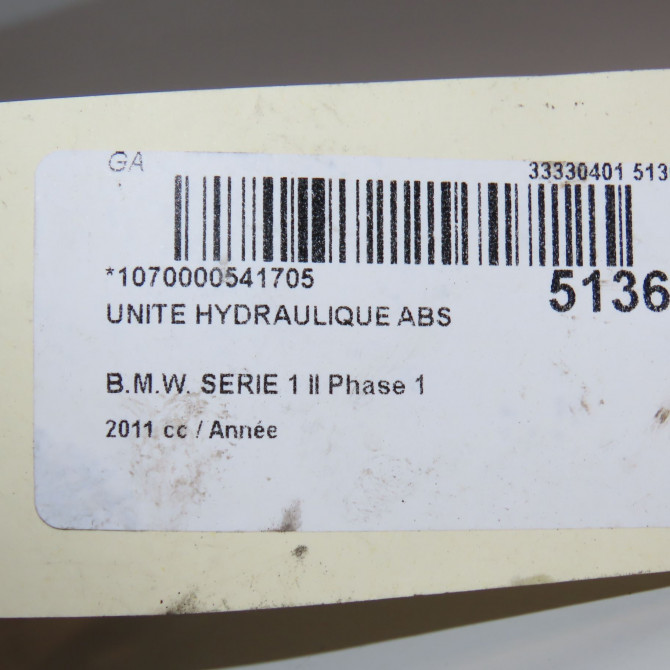 GA 33330401 513
*1070000541705
5136
UNITE HYDRAULIQUE ABS
B.M.W. SERIE 1 II Phase 1
2011 cc / Année